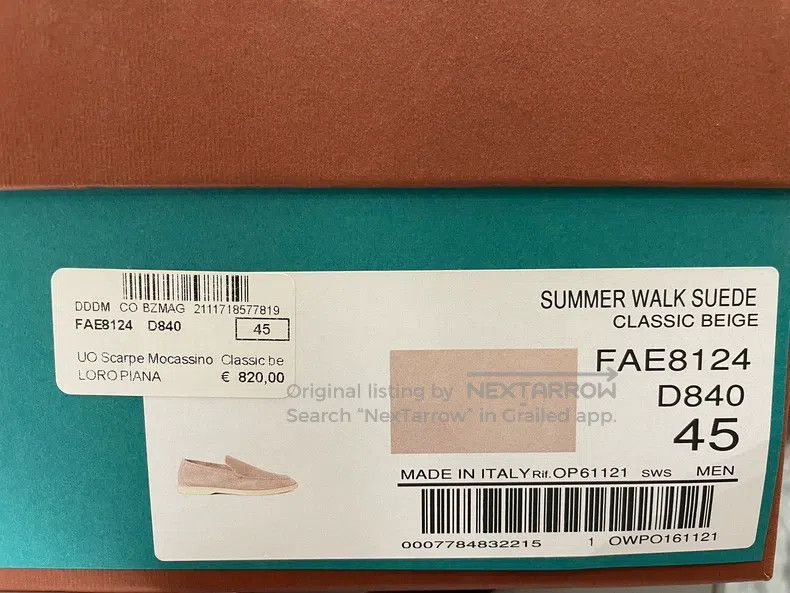 DDDM CO BZMAG 2111718577819
FAE8124 D840 45
UO Scarpe Mocassino Classic be
LORO PIANA € 820,00
SUMMER WALK SUEDE
CLASSIC BEIGE
FAE8124
D840
45
Original listing by NEXTARROW
Search "NexTarrow" in Grailed app.
MADE IN ITALY Rif. OP61121 SWS MEN
0007784832215 1 OWPO161121